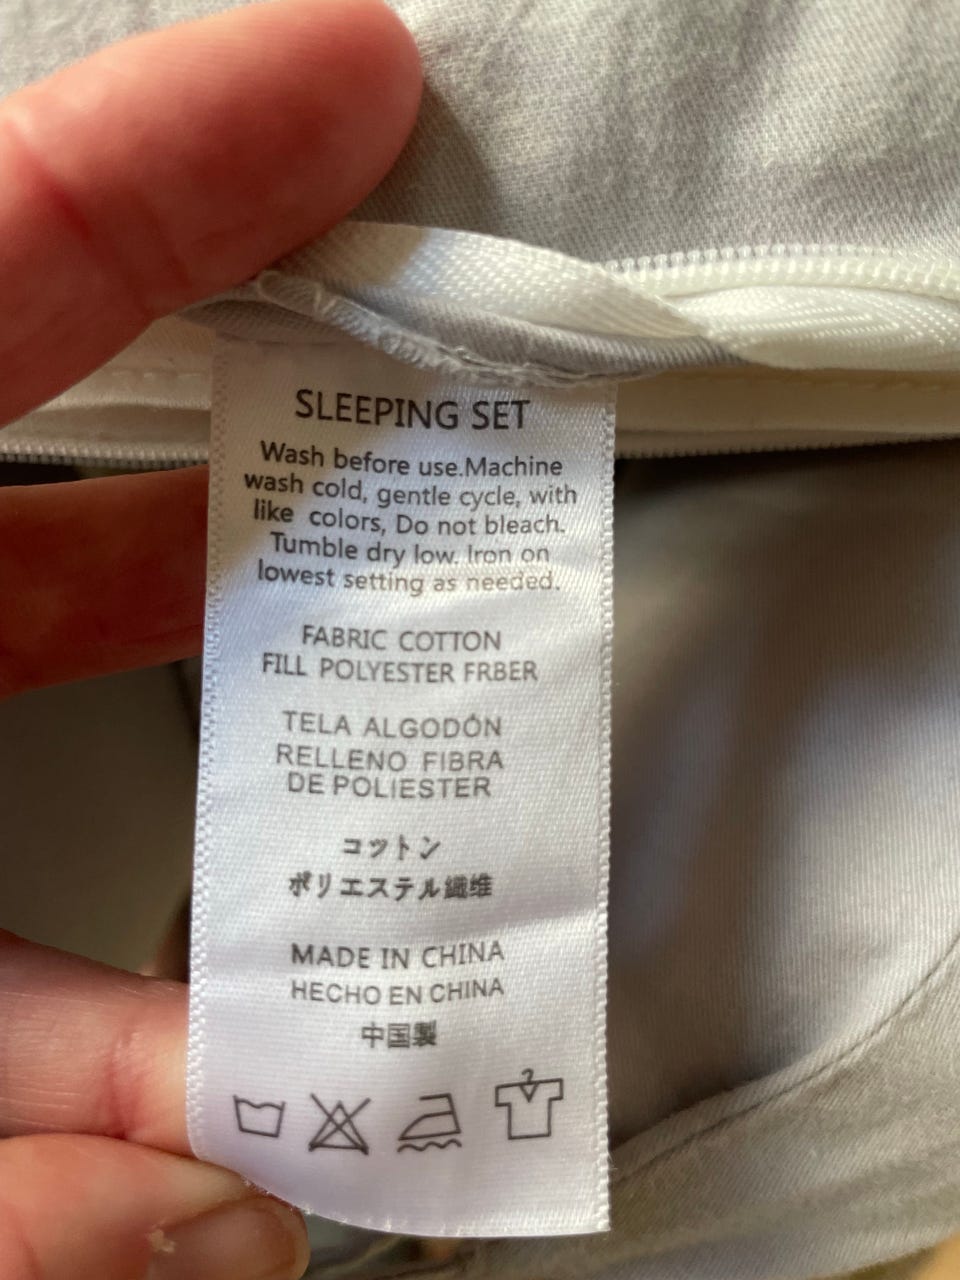 SLEEPING SET
Wash before use.Machine
wash cold, gentle cycle, with
like colors, Do not bleach.
Tumble dry low. Iron on
lowest setting as needed.
FABRIC COTTON
FILL POLYESTER FRBER
TELA ALGODÓN
RELLENO FIBRA
DE POLIESTER
コットン
ポリエステル繊维
MADE IN CHINA
HECHO EN CHINA
中国製